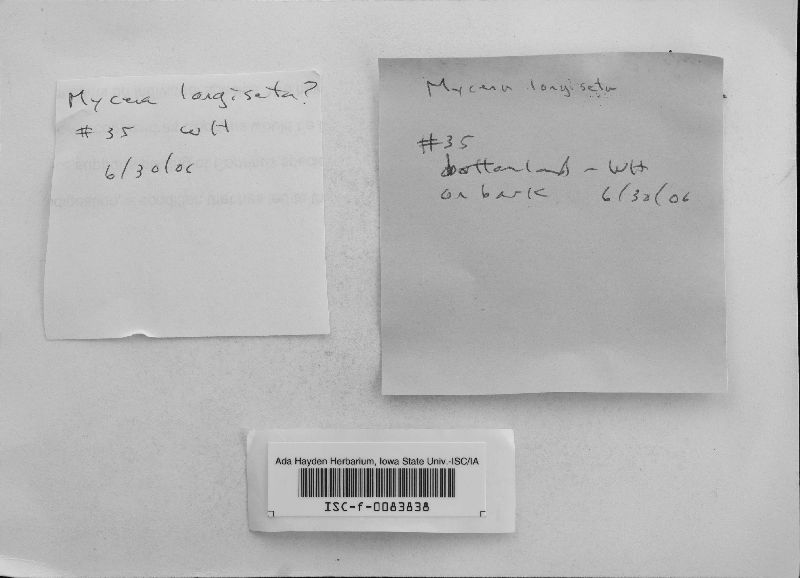 Mycena longiseta?
#35 WH
6/30/06
Mycena longiseta
#35
bottomland - WH
on bark 6/30/06
Ada Hayden Herbarium, Iowa State Univ.-ISC/IA
ISC-f-0083838